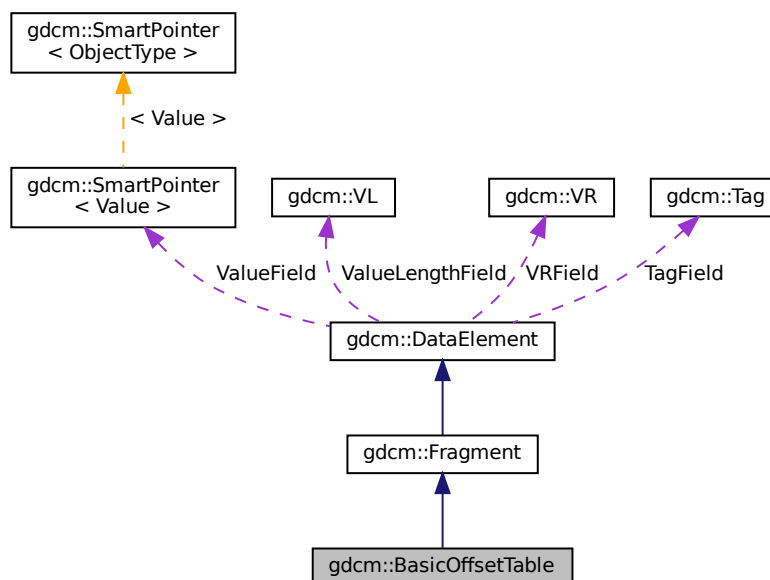 gdcm::SmartPointer
< ObjectType >
< Value >
gdcm::SmartPointer
< Value >
gdcm::VL
gdcm::VR
gdcm::Tag
ValueField
ValueLengthField
VRField
TagField
gdcm::DataElement
gdcm::Fragment
gdcm::BasicOffsetTable